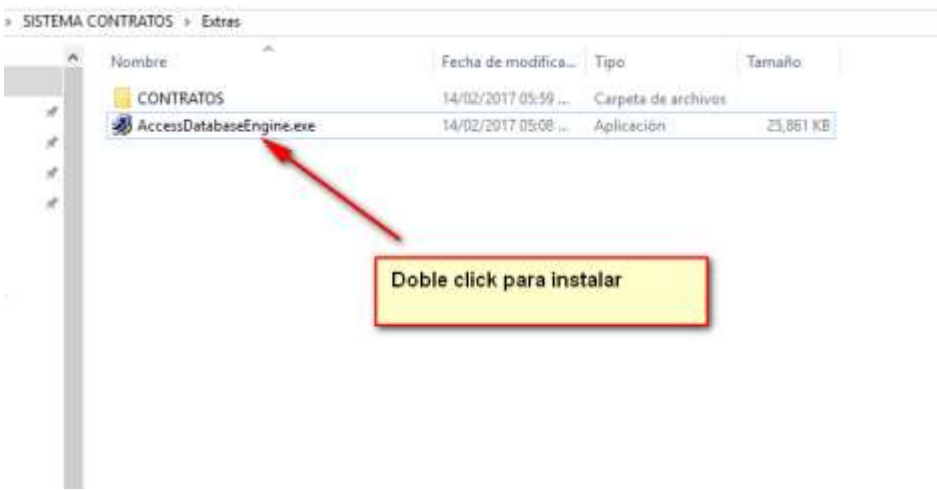 › SISTEMA CONTRATOS › Extras
Nombre Fecha de modifica... Tipo Tamaño
CONTRATOS 14/02/2017 05:59 ... Carpeta de archivos
AccessDatabaseEngine.exe 14/02/2017 05:08 ... Aplicación 25,861 KB
Doble click para instalar